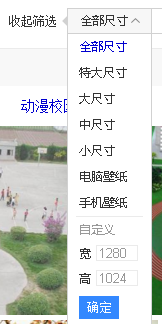 收起筛选 全部尺寸
全部尺寸
特大尺寸
动漫校
大尺寸
中尺寸
小尺寸
电脑壁纸
手机壁纸
自定义
宽 1280
高 1024
确定